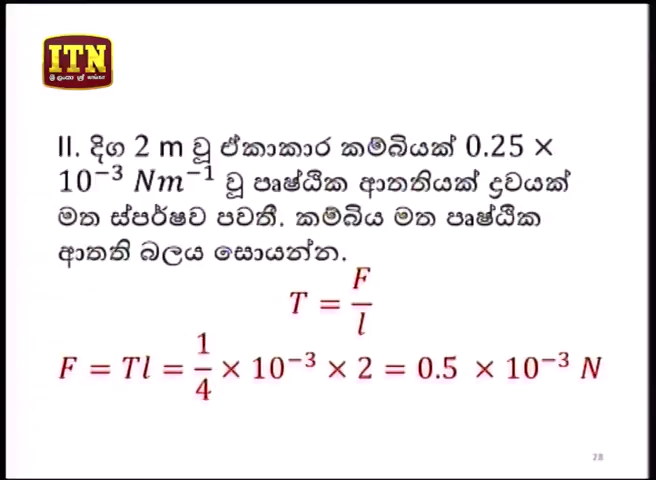 ITN
ශ්‍රී ලංකා ශ්‍රේෂ්ඨ නාලිකා
II. දිග 2 m වූ ඒකාකාර කම්බියක් 0.25 ×
10⁻³ Nm⁻¹ වූ පෘෂ්ඨික ආතතියක් ද්‍රවයක්
මත ස්පර්ෂව පවතී. කම්බිය මත පෘෂ්ඨික
ආතති බලය සොයන්න.
T = F/l
F = Tl = 1/4 × 10⁻³ × 2 = 0.5 × 10⁻³ N
28